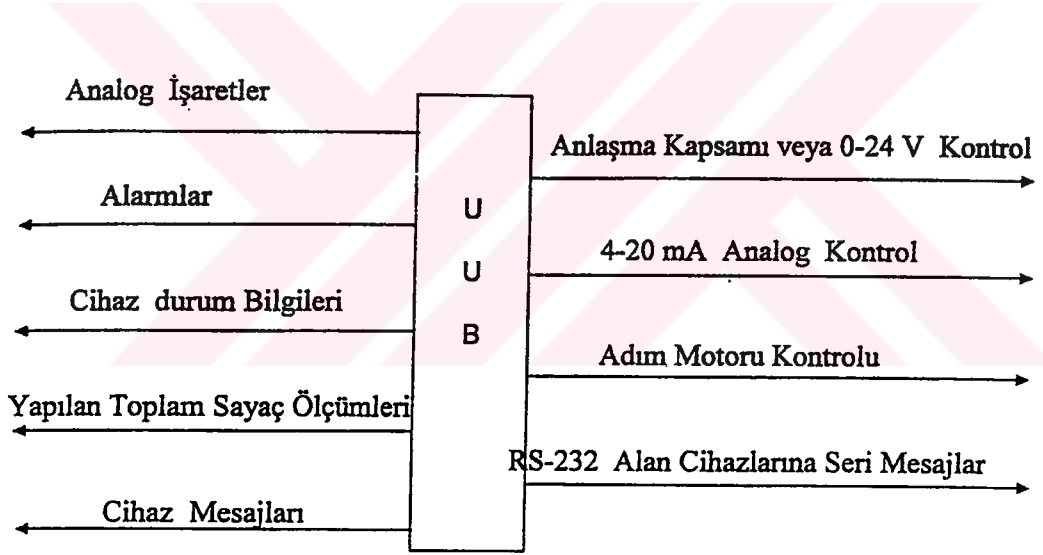 Analog İşaretler
Alarmlar
Cihaz durum Bilgileri
Yapılan Toplam Sayaç Ölçümleri
Cihaz Mesajları
U
U
B
Anlaşma Kapsamı veya 0-24 V Kontrol
4-20 mA Analog Kontrol
Adım Motoru Kontrolu
RS-232 Alan Cihazlarına Seri Mesajlar